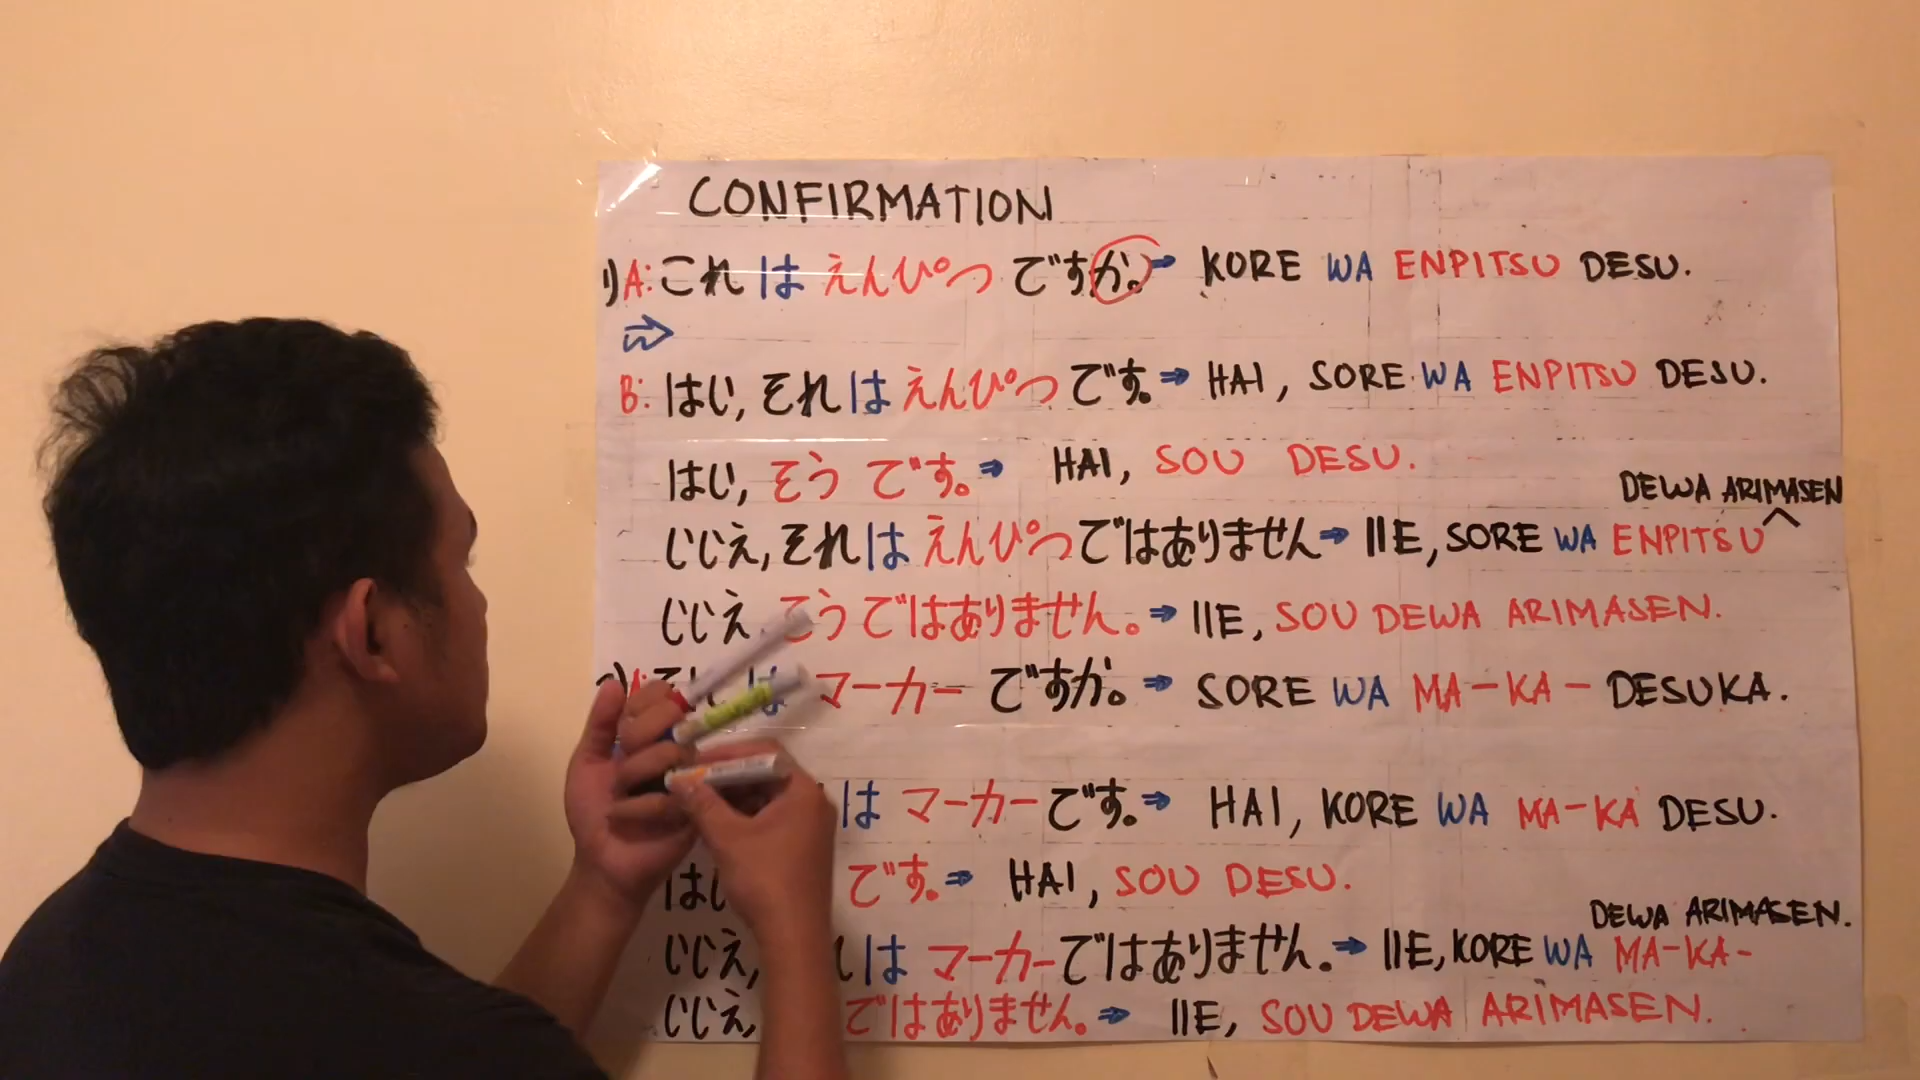 CONFIRMATION
1) A: これ は えんぴつ ですか。⇒ KORE WA ENPITSU DESU.
⇒
B: はい, それ は えんぴつ です。⇒ HAI, SORE WA ENPITSU DESU.
はい, そう です。⇒ HAI, SOU DESU.
DEWA ARIMASEN
いいえ, それ は えんぴつ ではありません ⇒ IIE, SORE WA ENPITSU ^
いいえ, そう ではありません。⇒ IIE, SOU DEWA ARIMASEN.
は マーカー ですか。⇒ SORE WA MA-KA- DESUKA.
は マーカー です。⇒ HAI, KORE WA MA-KA DESU.
はい です。⇒ HAI, SOU DESU.
DEWA ARIMASEN.
いいえ, は マーカー ではありません。⇒ IIE, KORE WA MA-KA-
いいえ, ではありません。⇒ IIE, SOU DEWA ARIMASEN.